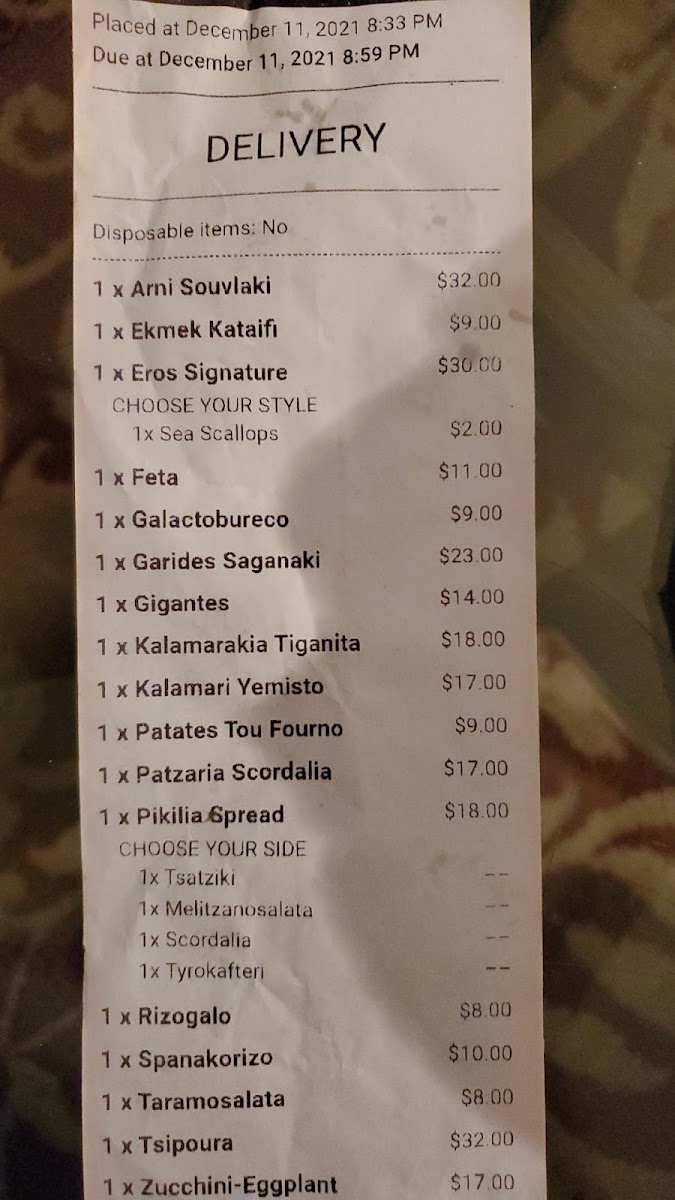 Placed at December 11, 2021 8:33 PM
Due at December 11, 2021 8:59 PM
DELIVERY
Disposable items: No
1 x Arni Souvlaki $32.00
1 x Ekmek Kataifi $9.00
1 x Eros Signature $30.00
CHOOSE YOUR STYLE
1x Sea Scallops $2.00
1 x Feta $11.00
1 x Galactobureco $9.00
1 x Garides Saganaki $23.00
1 x Gigantes $14.00
1 x Kalamarakia Tiganita $18.00
1 x Kalamari Yemisto $17.00
1 x Patates Tou Fourno $9.00
1 x Patzaria Scordalia $17.00
1 x Pikilia Spread $18.00
CHOOSE YOUR SIDE
1x Tsatziki --
1x Melitzanosalata --
1x Scordalia --
1x Tyrokafteri --
1 x Rizogalo $8.00
1 x Spanakorizo $10.00
1 x Taramosalata $8.00
1 x Tsipoura $32.00
1 x Zucchini-Eggplant $17.00